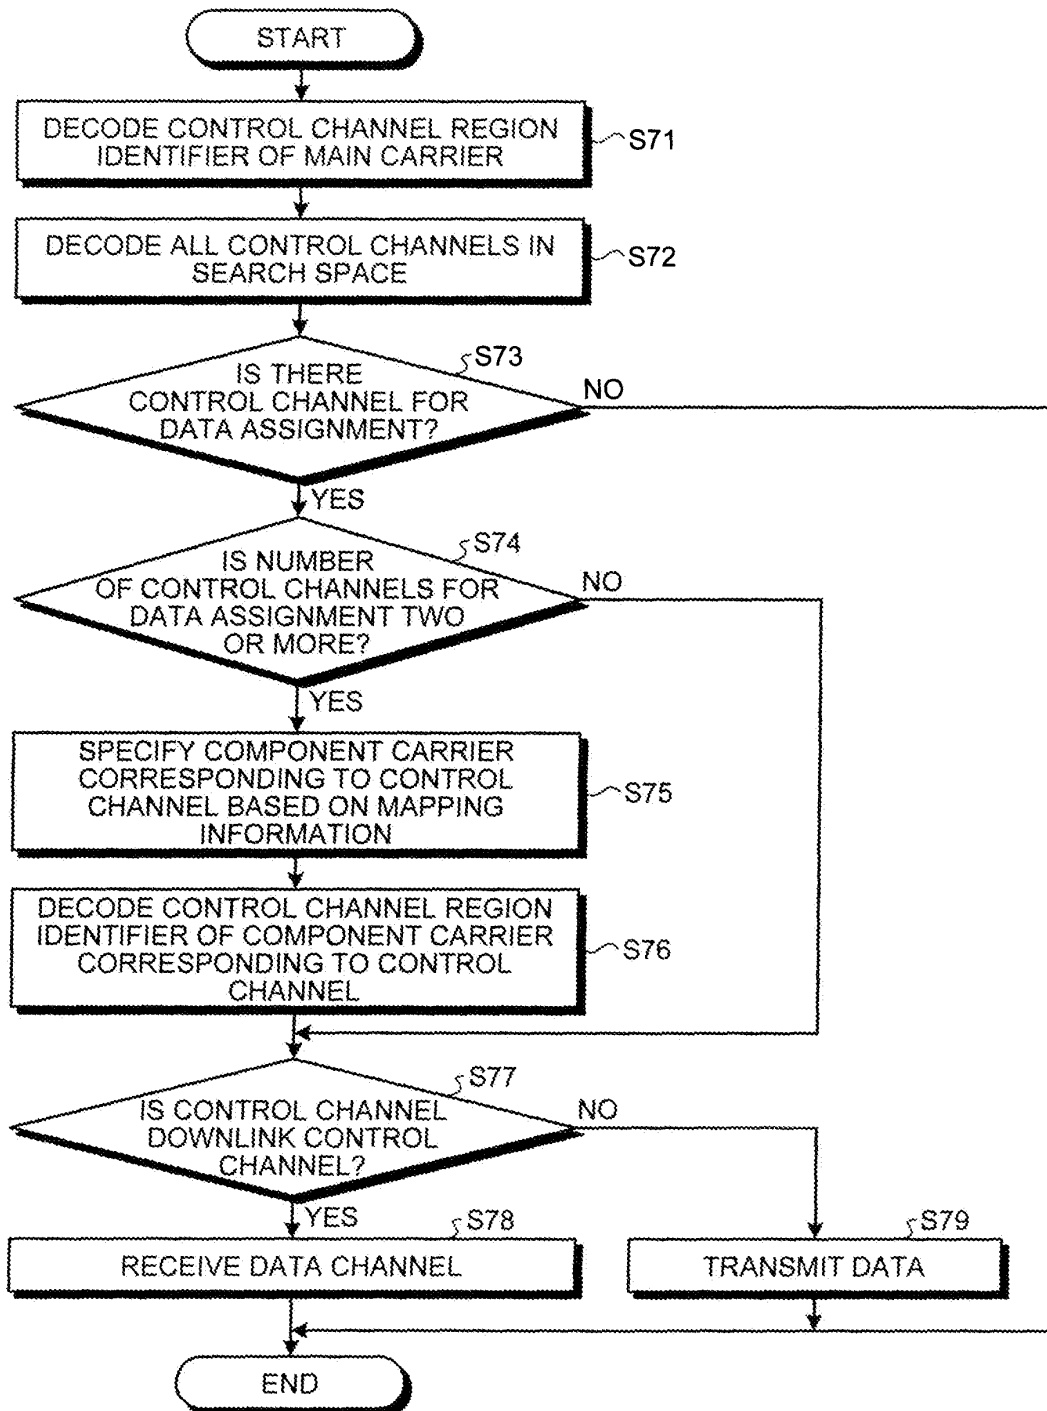 START
DECODE CONTROL CHANNEL REGION
IDENTIFIER OF MAIN CARRIER
S71
DECODE ALL CONTROL CHANNELS IN
SEARCH SPACE
S72
S73
IS THERE
CONTROL CHANNEL FOR
DATA ASSIGNMENT?
NO
YES
S74
IS NUMBER
OF CONTROL CHANNELS FOR
DATA ASSIGNMENT TWO
OR MORE?
NO
YES
SPECIFY COMPONENT CARRIER
CORRESPONDING TO CONTROL
CHANNEL BASED ON MAPPING
INFORMATION
S75
DECODE CONTROL CHANNEL REGION
IDENTIFIER OF COMPONENT CARRIER
CORRESPONDING TO CONTROL
CHANNEL
S76
S77
IS CONTROL CHANNEL
DOWNLINK CONTROL
CHANNEL?
NO
YES
S78
RECEIVE DATA CHANNEL
S79
TRANSMIT DATA
END